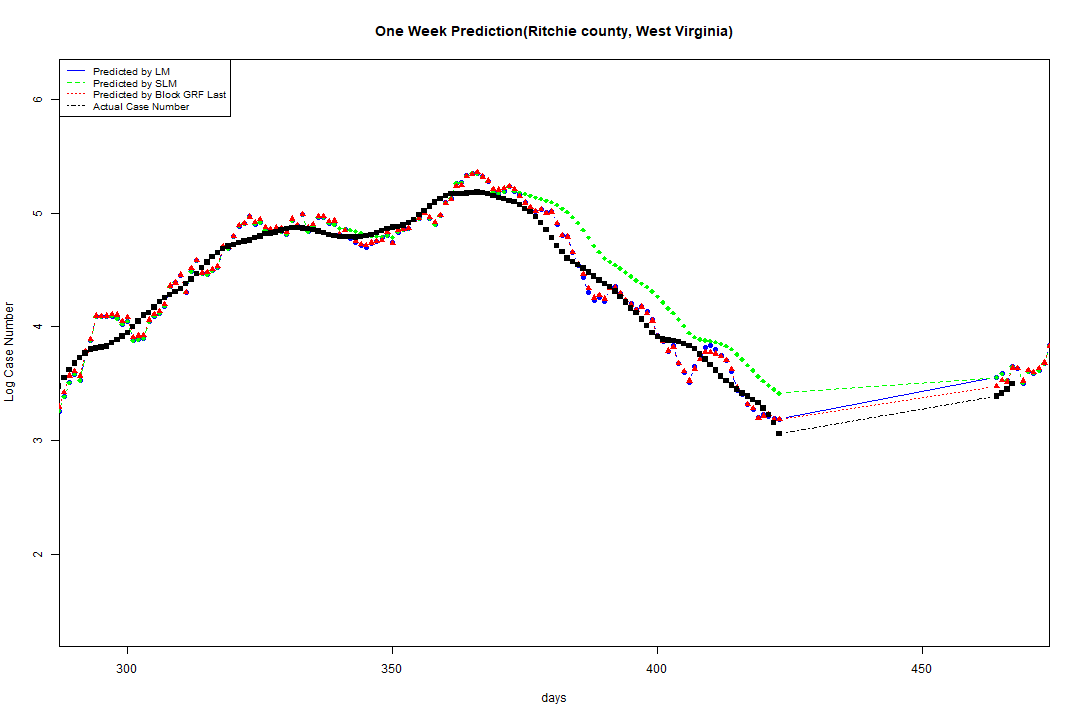 One Week Prediction(Ritchie county, West Virginia)
Predicted by LM
Predicted by SLM
Predicted by Block GRF Last
Actual Case Number
6
5
4
3
2
Log Case Number
300
350
400
450
days